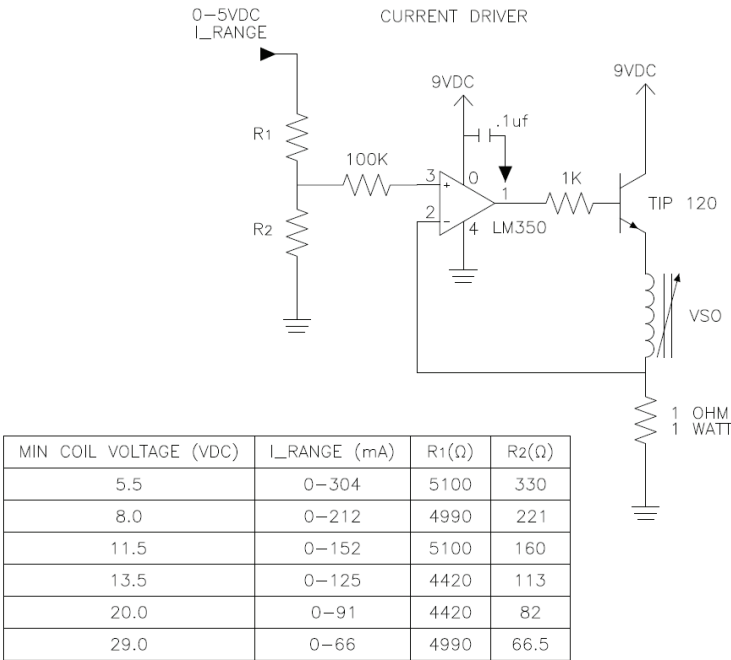 0–5VDC
I_RANGE
CURRENT DRIVER
9VDC
9VDC
.1uf
R1
100K
3
+
0
1
1K
TIP 120
2
–
4
LM350
R2
VSO
1 OHM
1 WATT
MIN COIL VOLTAGE (VDC) I_RANGE (mA) R1(Ω) R2(Ω)
5.5 0–304 5100 330
8.0 0–212 4990 221
11.5 0–152 5100 160
13.5 0–125 4420 113
20.0 0–91 4420 82
29.0 0–66 4990 66.5